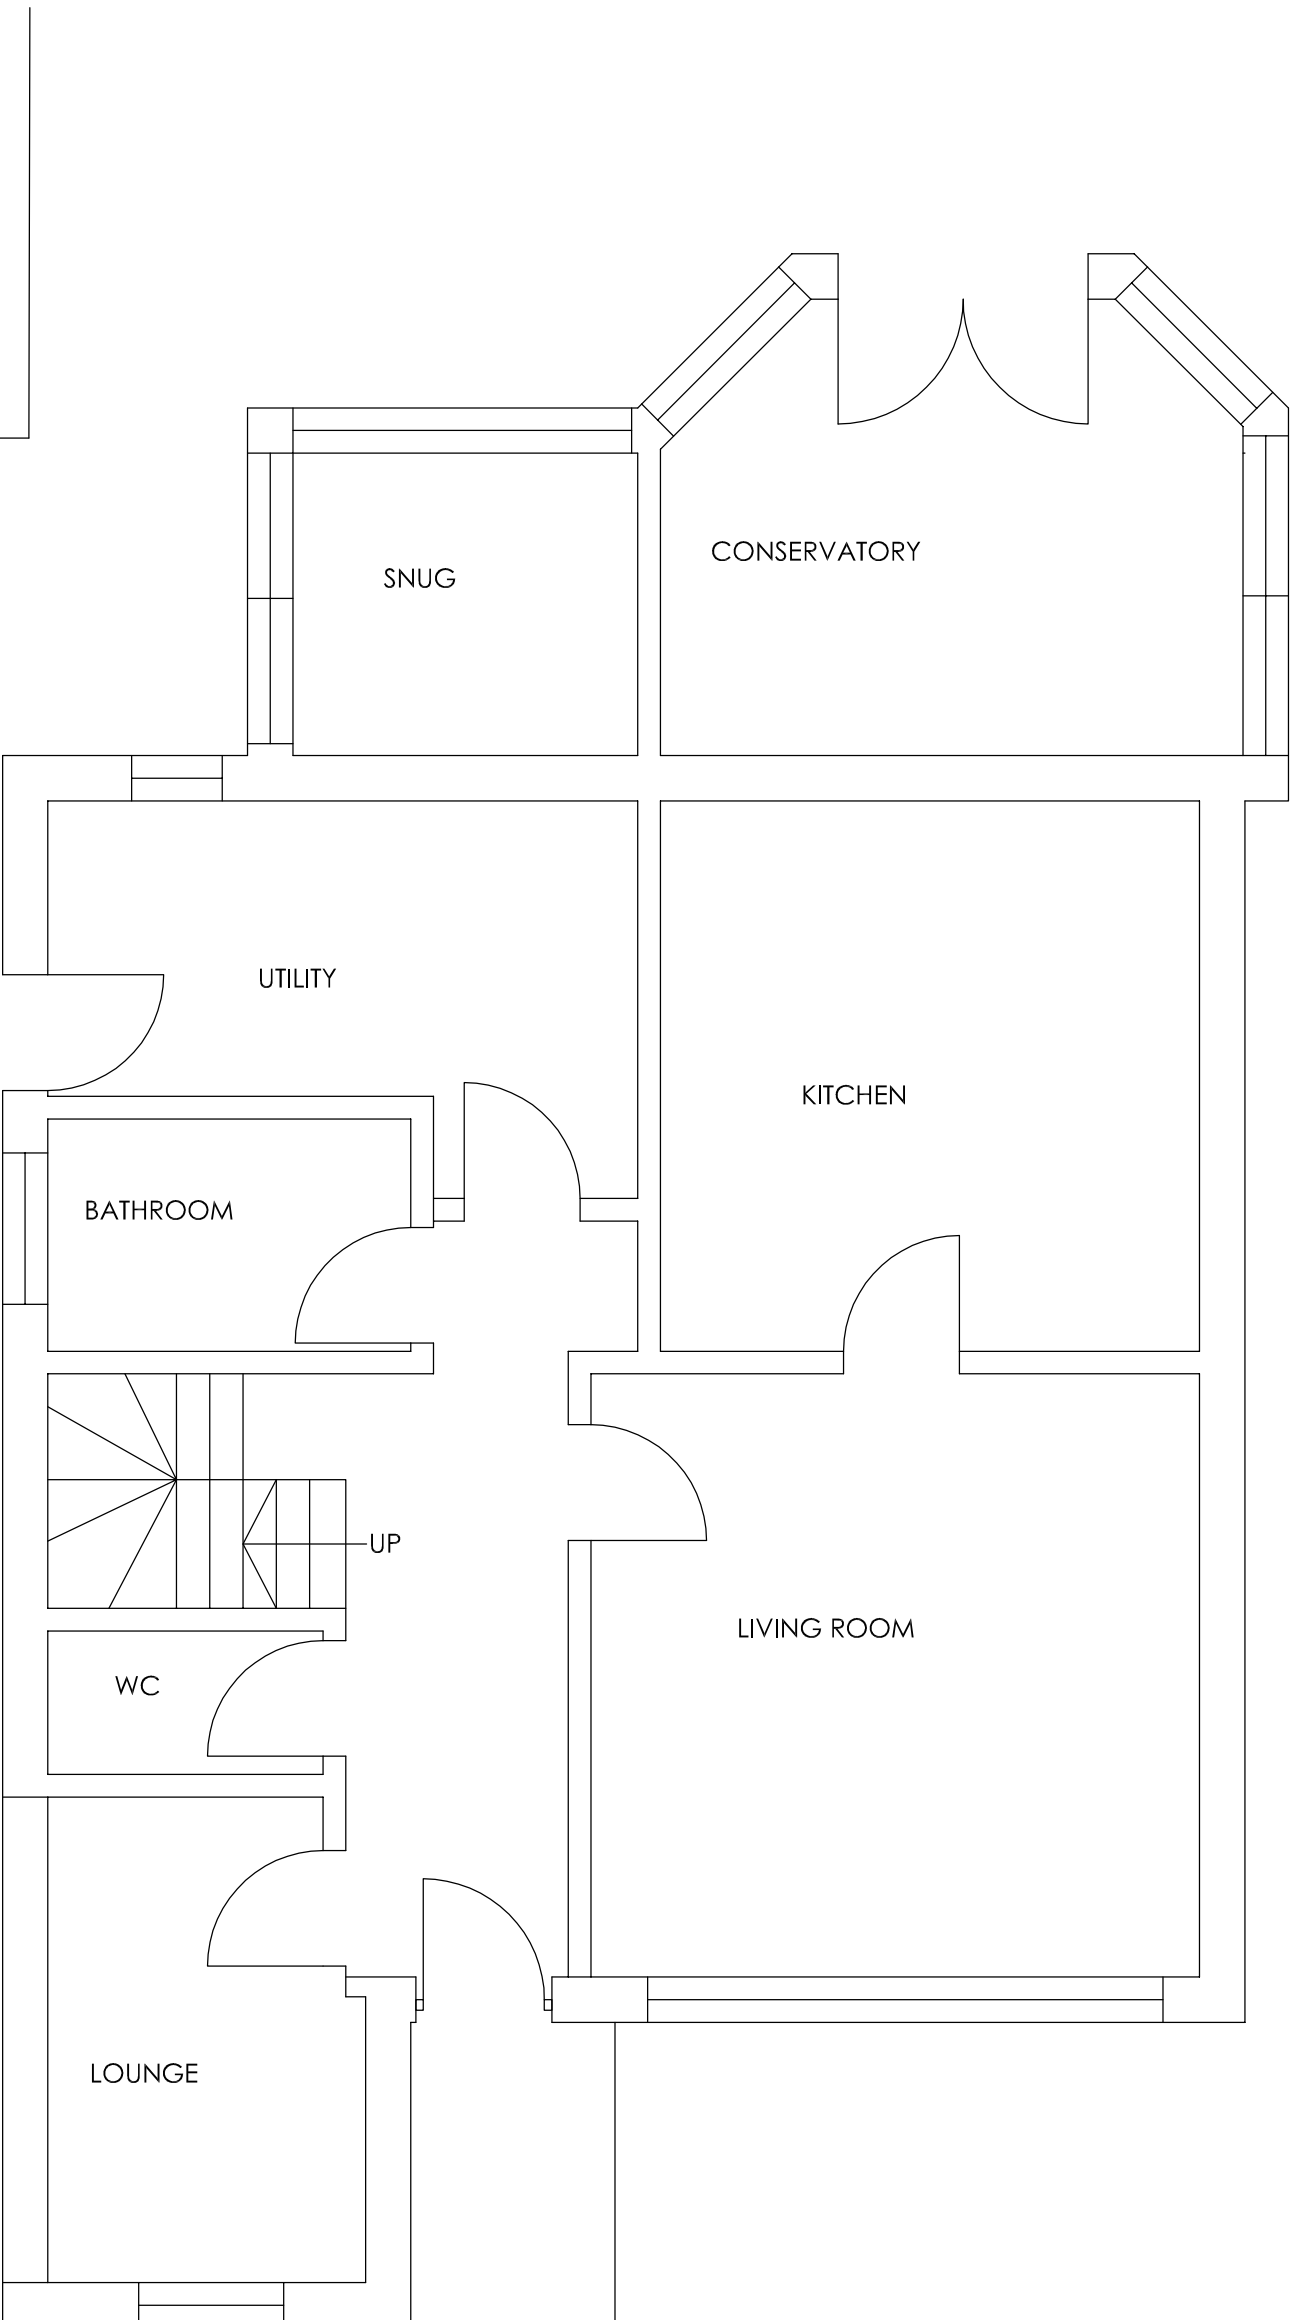 CONSERVATORY
SNUG
UTILITY
KITCHEN
BATHROOM
UP
LIVING ROOM
WC
LOUNGE